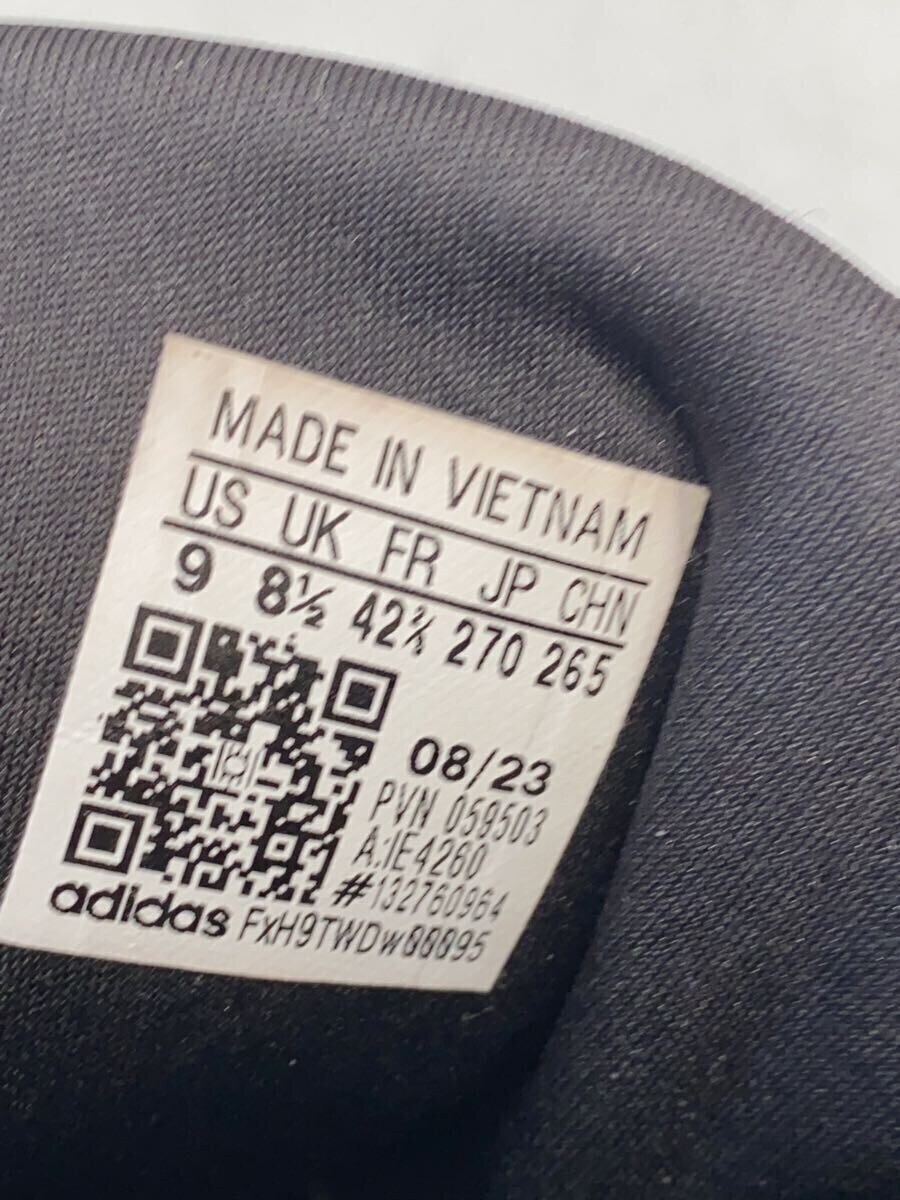 MADE IN VIETNAM
US UK FR JP CHN
9 8½ 42⅔ 270 265
08/23
PVN 059503
A:IE4260
#132760964
adidas FxH9TWDw00095